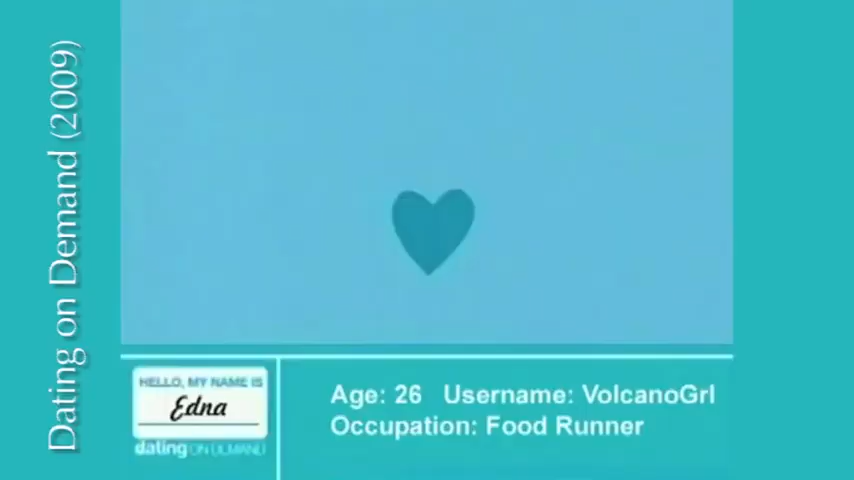 Dating on Demand (2009)
HELLO, MY NAME IS
Edna
dating ON DEMAND
Age: 26 Username: VolcanoGrl
Occupation: Food Runner